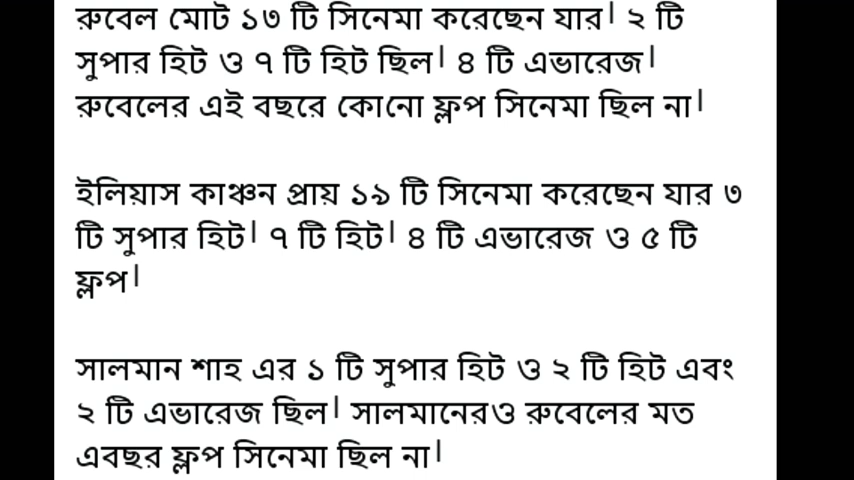 রুবেল মোট ১৩ টি সিনেমা করেছেন যার। ২ টি
সুপার হিট ও ৭ টি হিট ছিল। ৪ টি এভারেজ।
রুবেলের এই বছরে কোনো ফ্লপ সিনেমা ছিল না।
ইলিয়াস কাঞ্চন প্রায় ১৯ টি সিনেমা করেছেন যার ৩
টি সুপার হিট। ৭ টি হিট। ৪ টি এভারেজ ও ৫ টি
ফ্লপ।
সালমান শাহ এর ১ টি সুপার হিট ও ২ টি হিট এবং
২ টি এভারেজ ছিল। সালমানেরও রুবেলের মত
এবছর ফ্লপ সিনেমা ছিল না।